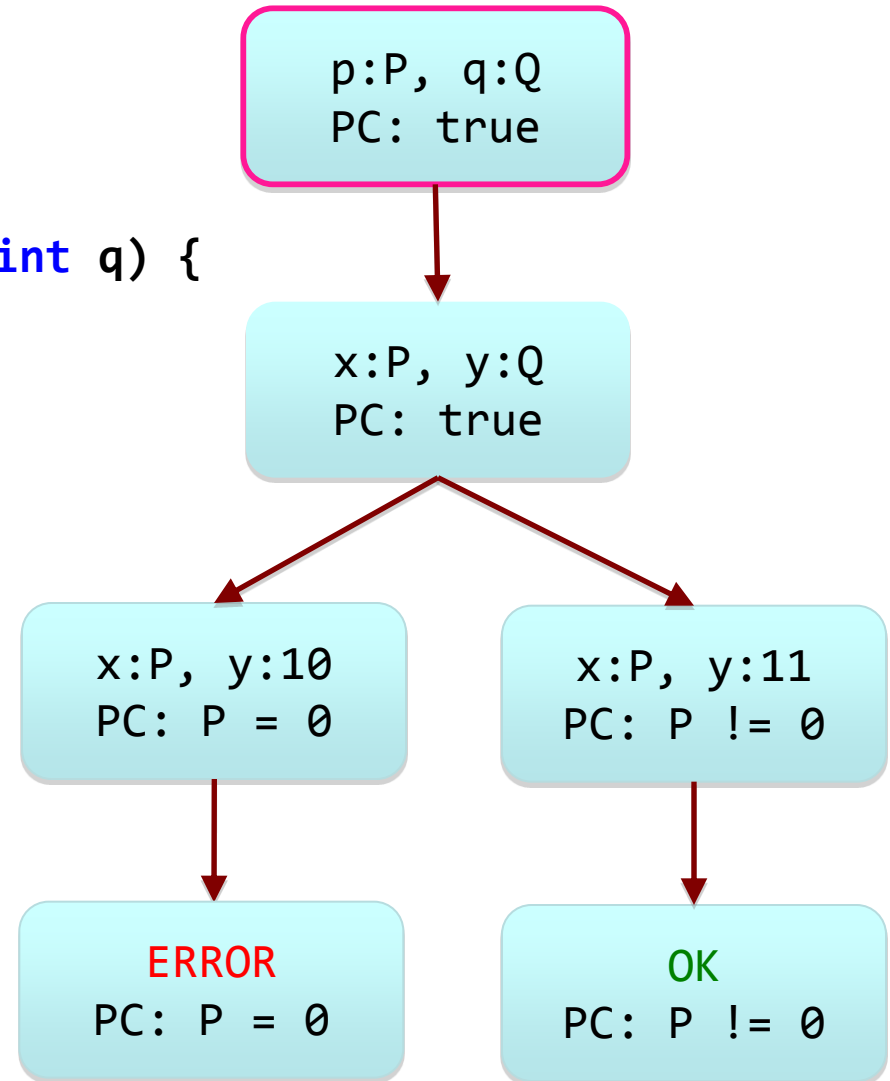 p:P, q:Q
PC: true
int q) {
x:P, y:Q
PC: true
x:P, y:10
PC: P = 0
x:P, y:11
PC: P != 0
ERROR
PC: P = 0
OK
PC: P != 0